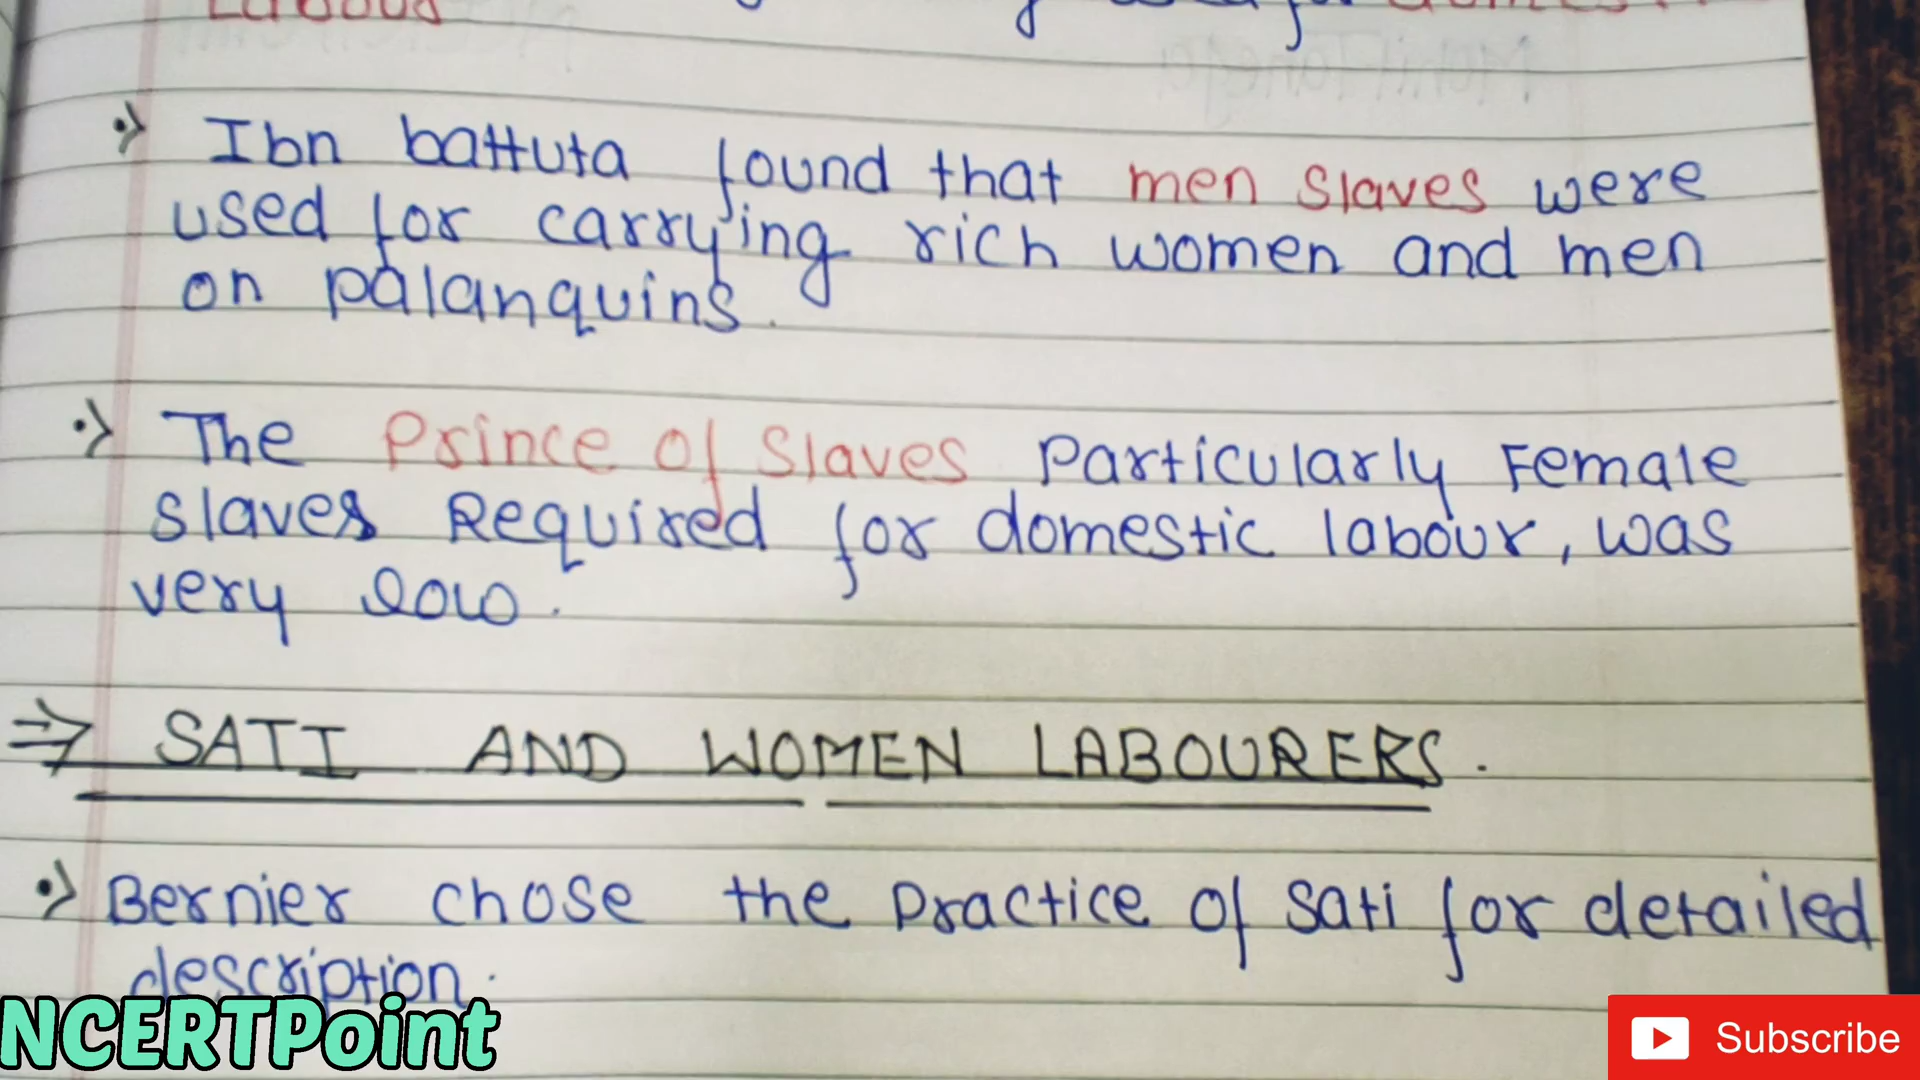 Labour
Ibn battuta found that men slaves were
used for carrying rich women and men
on palanquins.
The Prince of Slaves Particularly Female
slaves Required for domestic labour, was
very low.
⇒ SATI AND WOMEN LABOURERS.
Bernier chose the Practice of Sati for detailed
description.
NCERTPoint
Subscribe